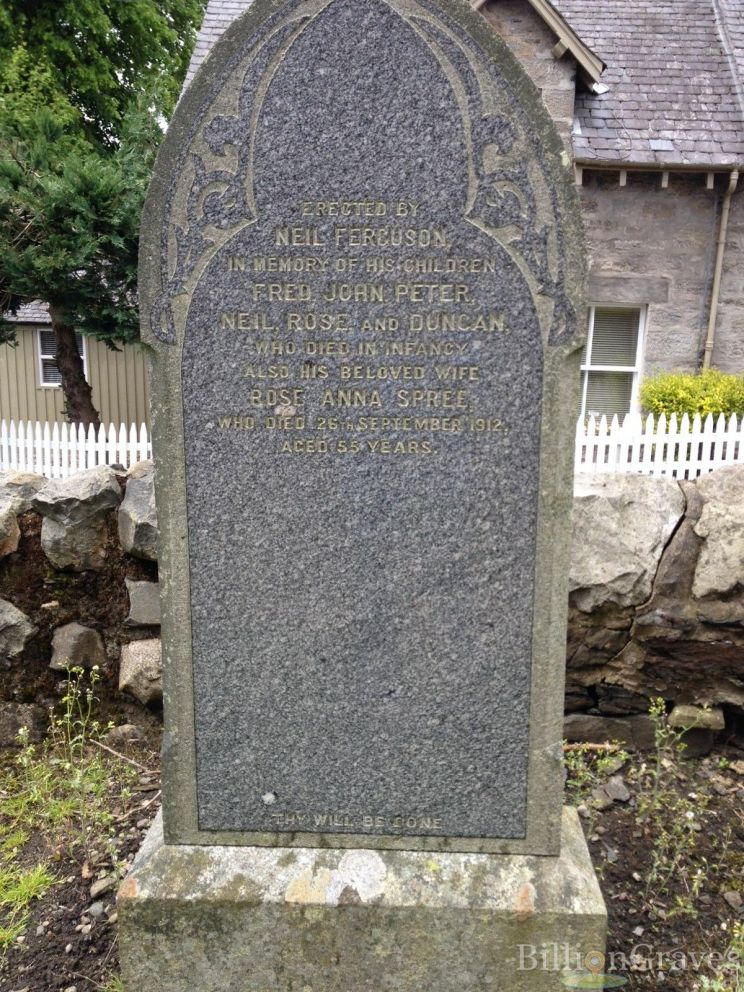 ERECTED BY
NEIL FERGUSON,
IN MEMORY OF HIS CHILDREN
FRED, JOHN, PETER,
NEIL, ROSE, AND DUNCAN,
WHO DIED IN INFANCY
ALSO HIS BELOVED WIFE
ROSE ANNA SPREE,
WHO DIED 26TH SEPTEMBER 1912,
AGED 55 YEARS.
THY WILL BE DONE
BillionGraves